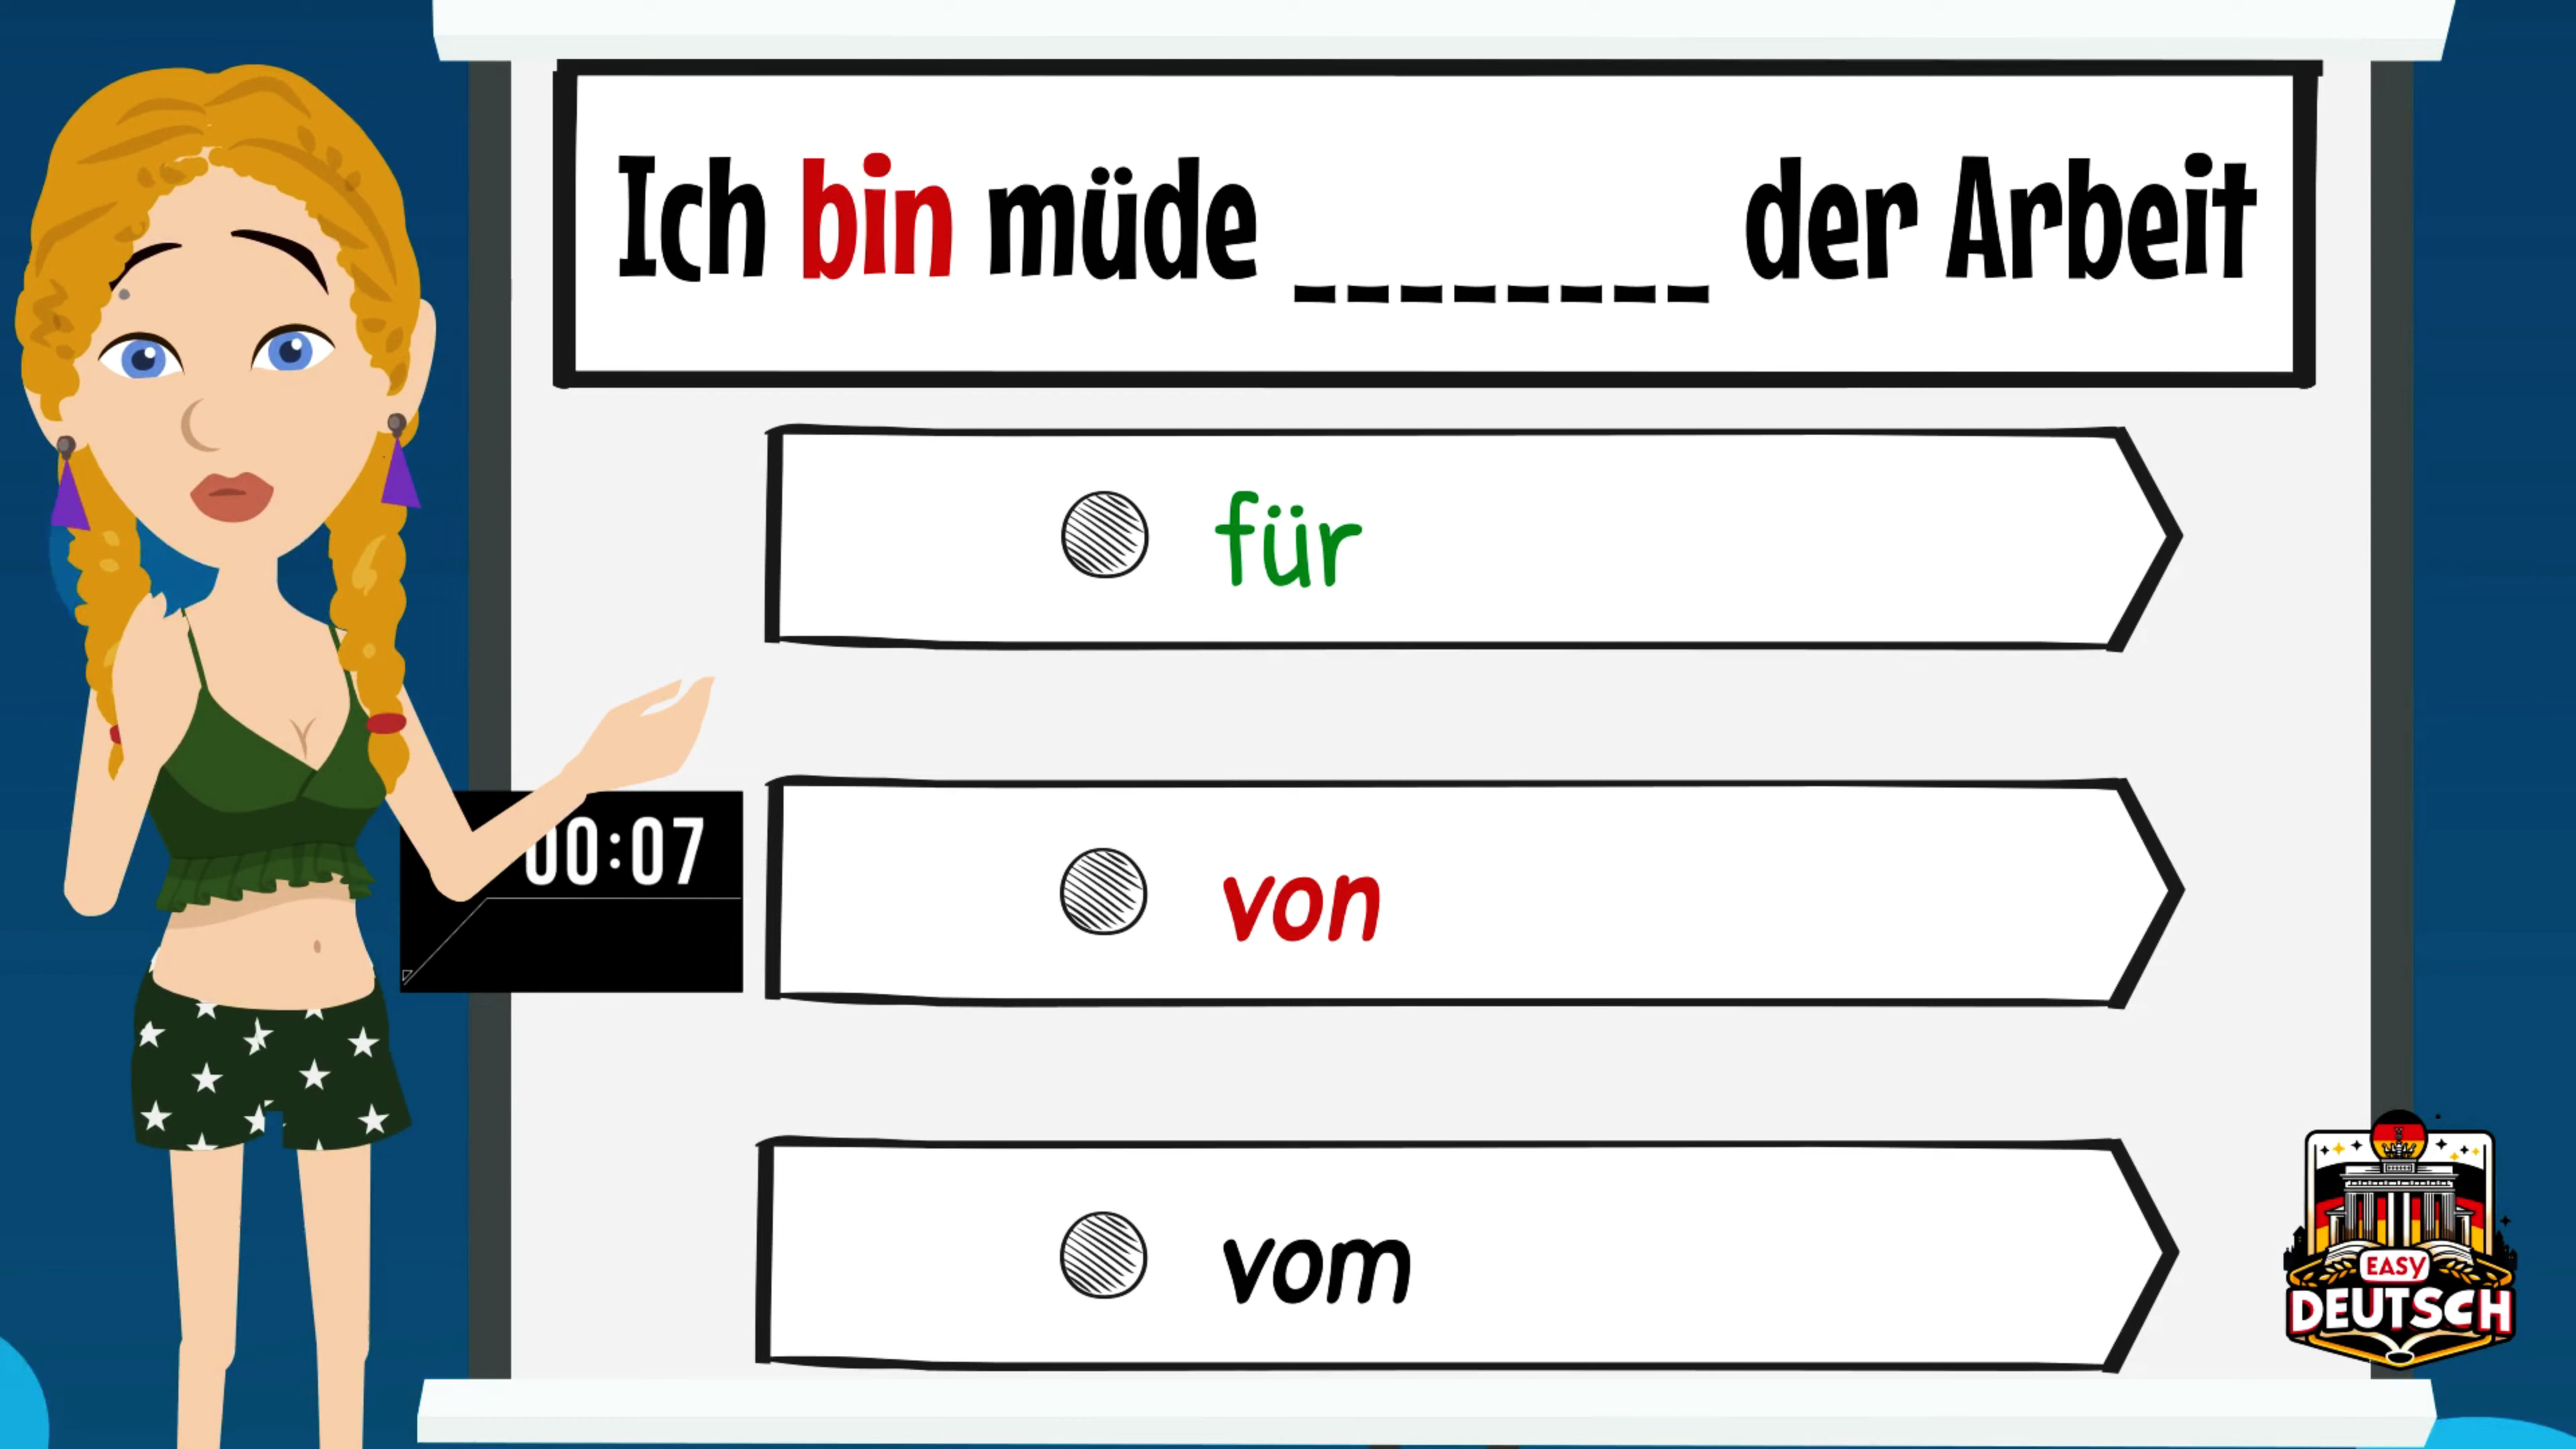 Ich bin müde ________ der Arbeit
für
00:07
von
vom
EASY
DEUTSCH